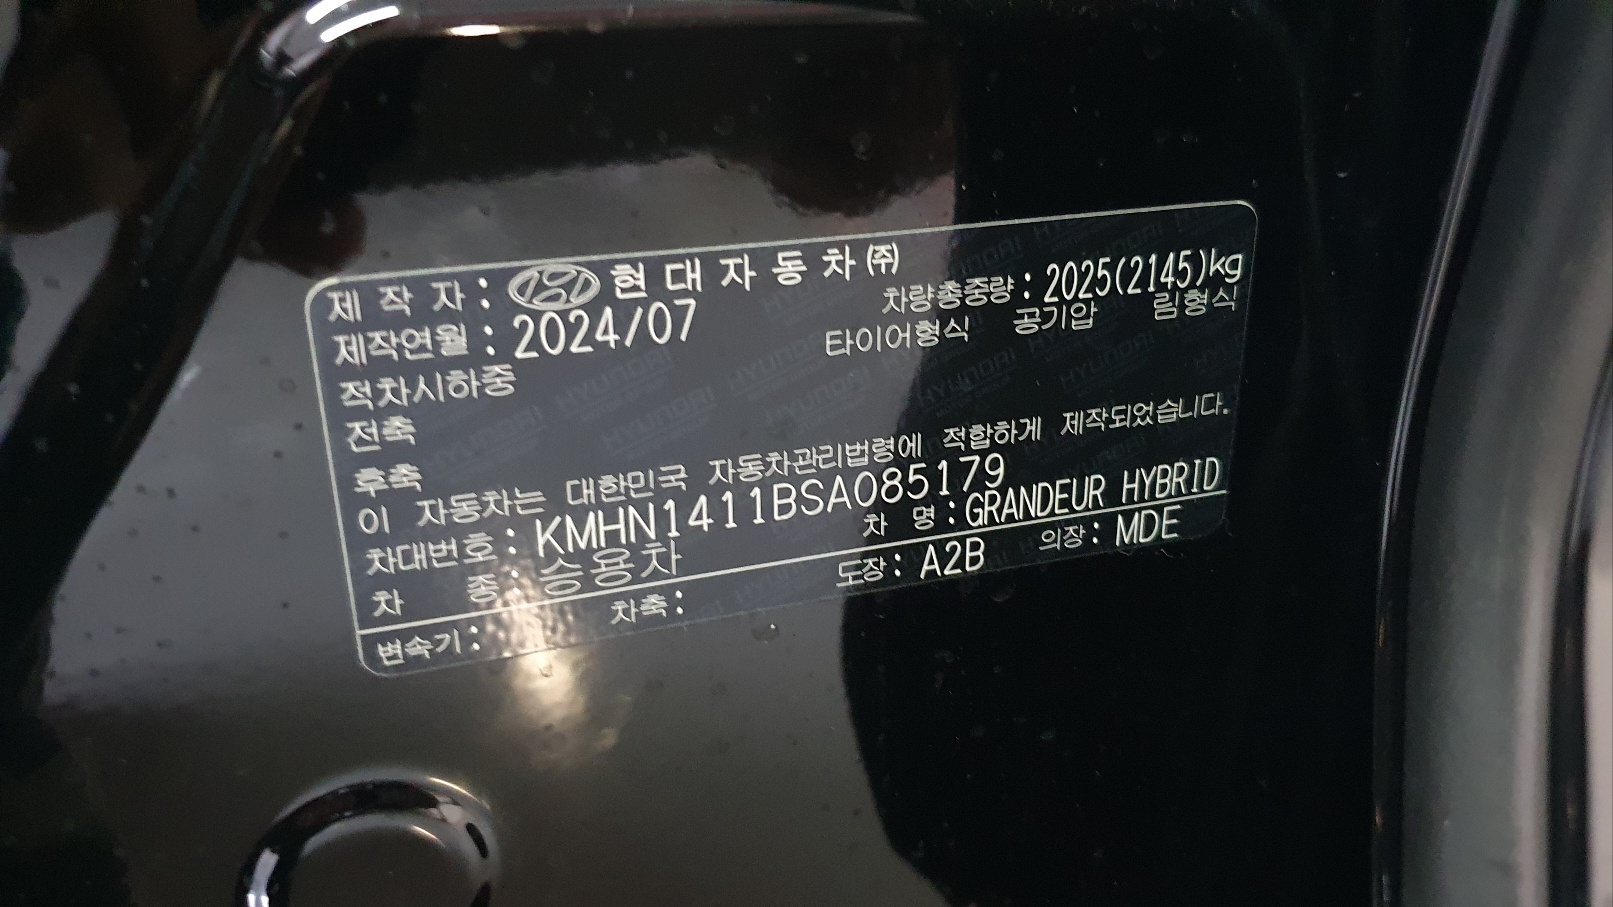 제 작 자 : 현 대 자 동 차 ㈜
제작연월 : 2024/07 차량총중량 : 2025(2145)kg
적차시하중 타이어형식 공기압 림형식
전축
후축
이 자동차는 대한민국 자동차관리법령에 적합하게 제작되었습니다.
차대번호 : KMHN1411BSA085179
차 종 : 승용차 차 명 : GRANDEUR HYBRID
변속기 : 차축 : 도장 : A2B 의장 : MDE